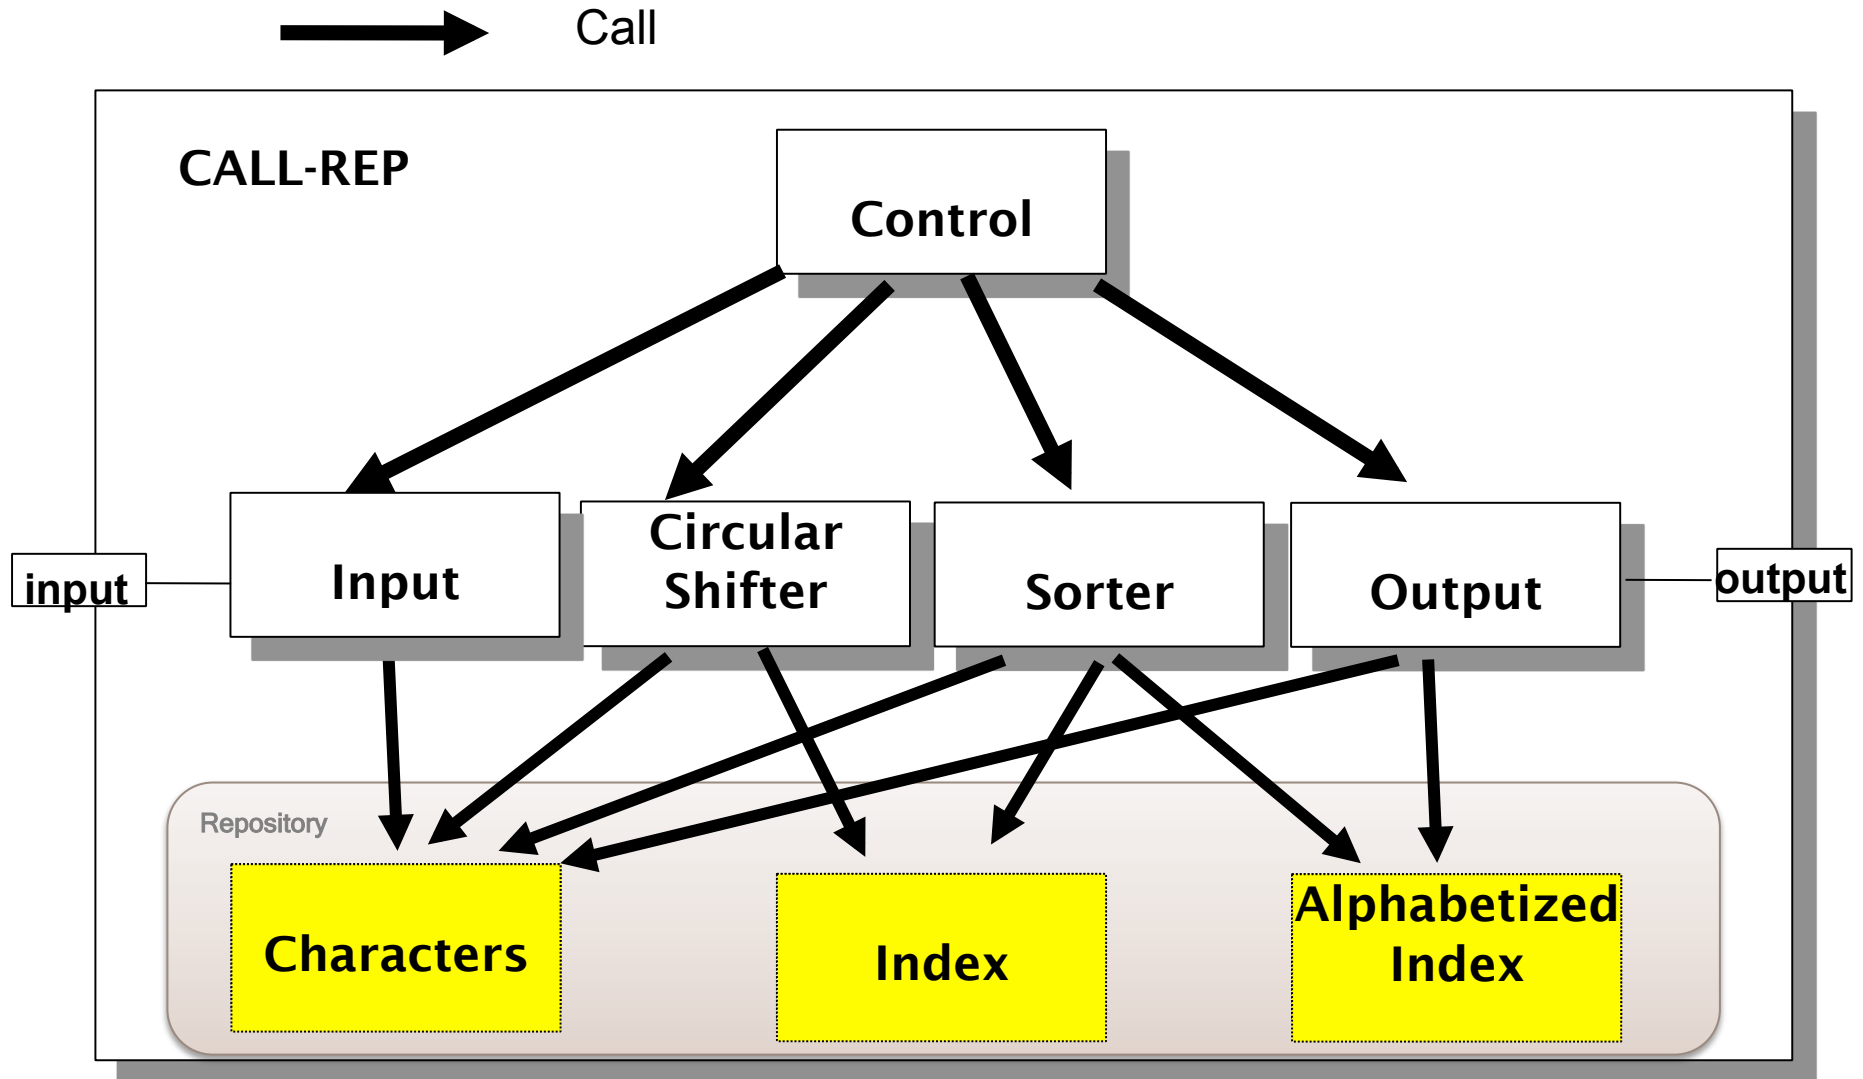 Call
CALL-REP
Control
input
Input
Circular
Shifter
Sorter
Output
output
Repository
Characters
Index
Alphabetized
Index